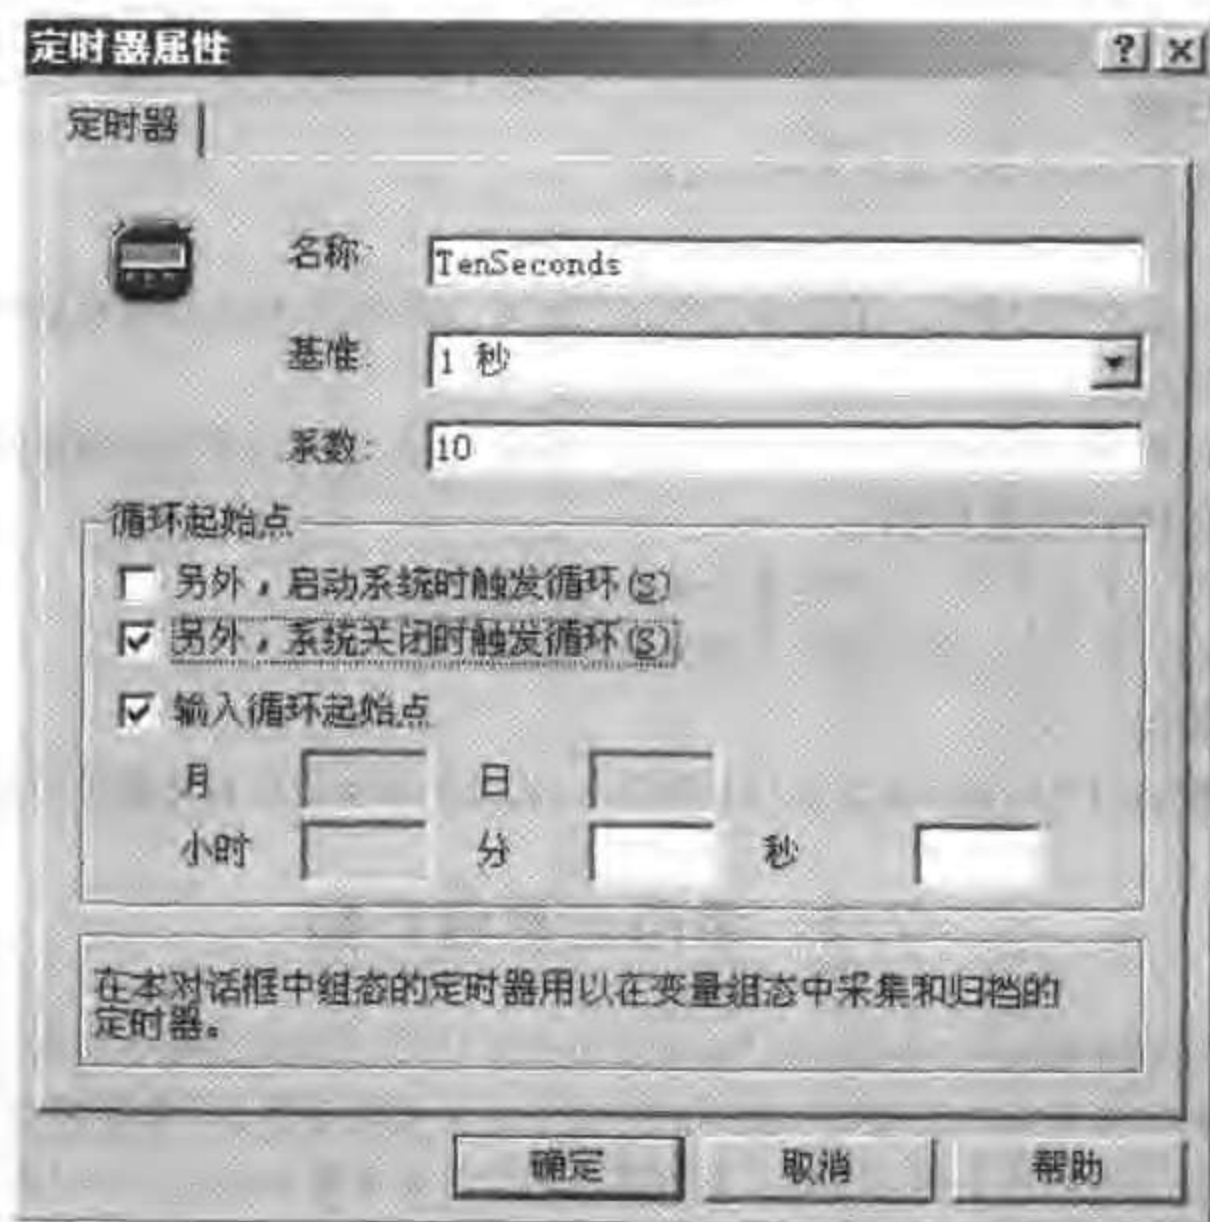 定时器属性
定时器
名称:
TenSeconds
基准:
1 秒
系数:
10
循环起始点
另外，启动系统时触发循环(S)
另外，系统关闭时触发循环(S)
输入循环起始点
月 日
小时 分 秒
在本对话框中组态的定时器用以在变量组态中采集和归档的
定时器。
确定 取消 帮助